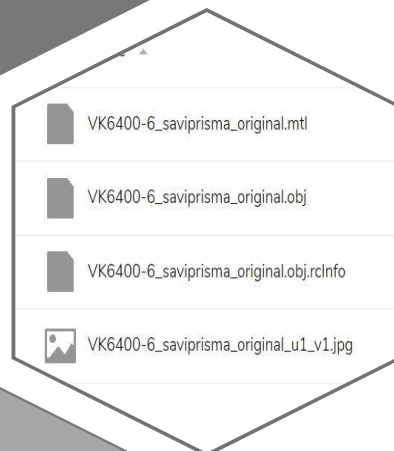 VK6400-6_saviprisma_original.mtl
VK6400-6_saviprisma_original.obj
VK6400-6_saviprisma_original.obj.rcInfo
VK6400-6_saviprisma_original_u1_v1.jpg